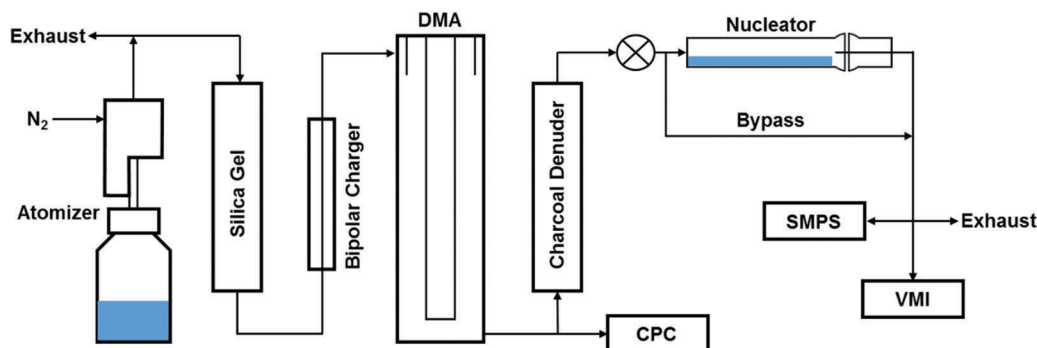 DMA
Exhaust
Nucleator
N2
Bypass
Atomizer
Silica Gel
Bipolar Charger
Charcoal Denuder
SMPS
Exhaust
VMI
CPC